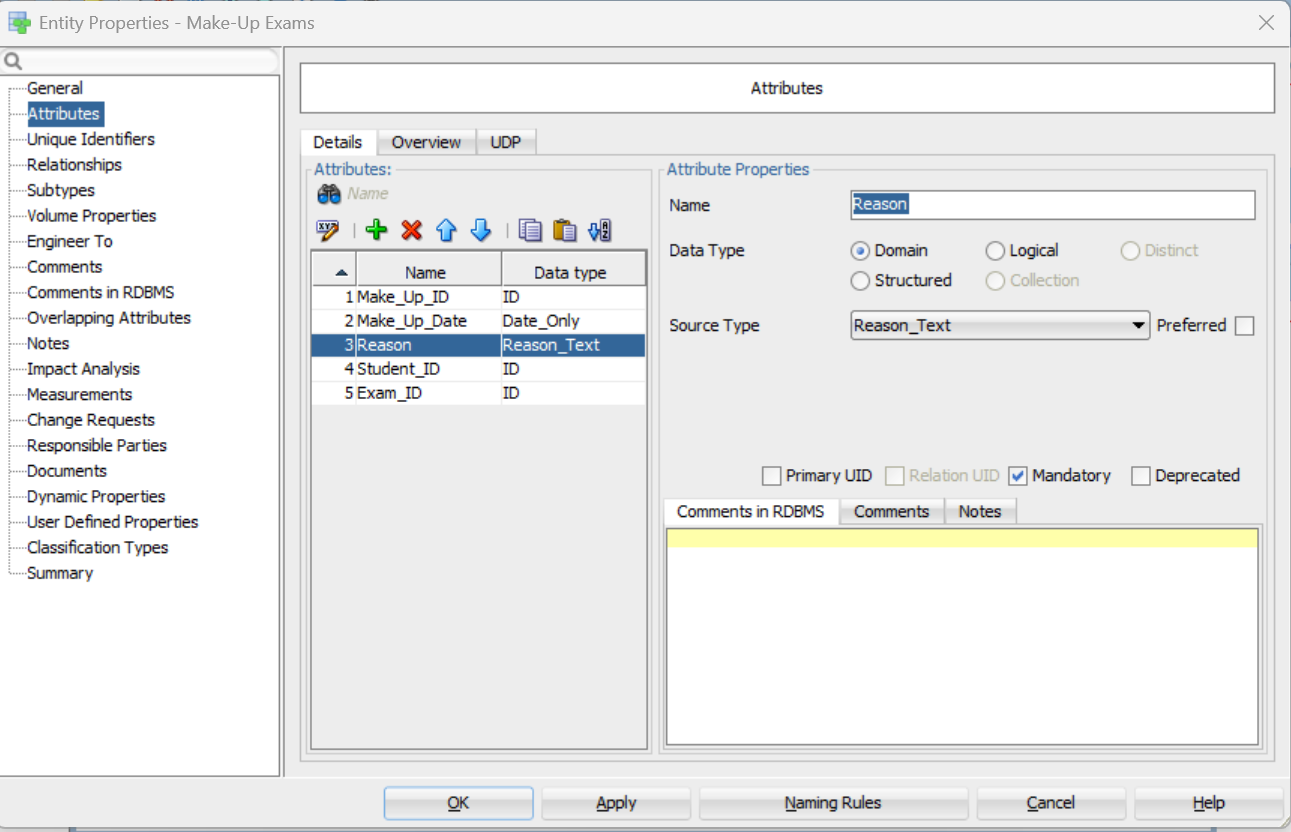 Entity Properties - Make-Up Exams
General
Attributes
Unique Identifiers
Relationships
Subtypes
Volume Properties
Engineer To
Comments
Comments in RDBMS
Overlapping Attributes
Notes
Impact Analysis
Measurements
Change Requests
Responsible Parties
Documents
Dynamic Properties
User Defined Properties
Classification Types
Summary
Attributes
Details Overview UDP
Attributes:
Name
Name Data type
1 Make_Up_ID ID
2 Make_Up_Date Date_Only
3 Reason Reason_Text
4 Student_ID ID
5 Exam_ID ID
Attribute Properties
Name Reason
Data Type Domain Logical Distinct
Structured Collection
Source Type Reason_Text Preferred
Primary UID Relation UID Mandatory Deprecated
Comments in RDBMS Comments Notes
OK Apply Naming Rules Cancel Help